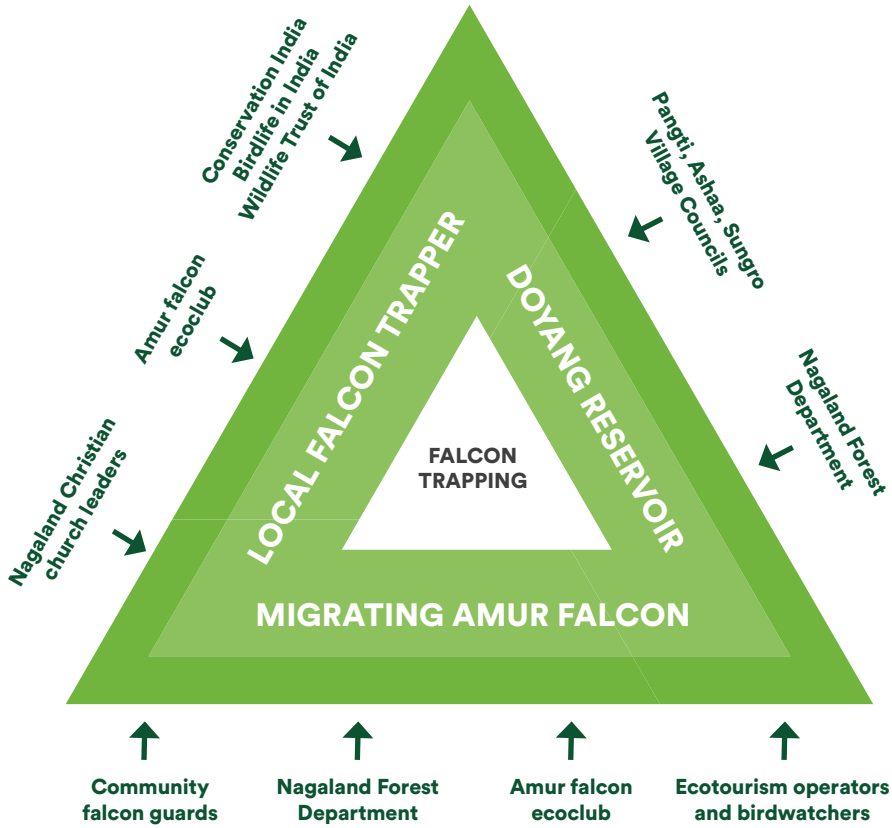 Conservation India
Birdlife in India
Wildlife Trust of India
Pangti, Ashaa, Sungro
Village Councils
Amur falcon
ecoclub
Nagaland Forest
Department
Nagaland Christian
church leaders
LOCAL FALCON TRAPPER
DOYANG RESERVOIR
FALCON
TRAPPING
MIGRATING AMUR FALCON
Community
falcon guards
Nagaland Forest
Department
Amur falcon
ecoclub
Ecotourism operators
and birdwatchers